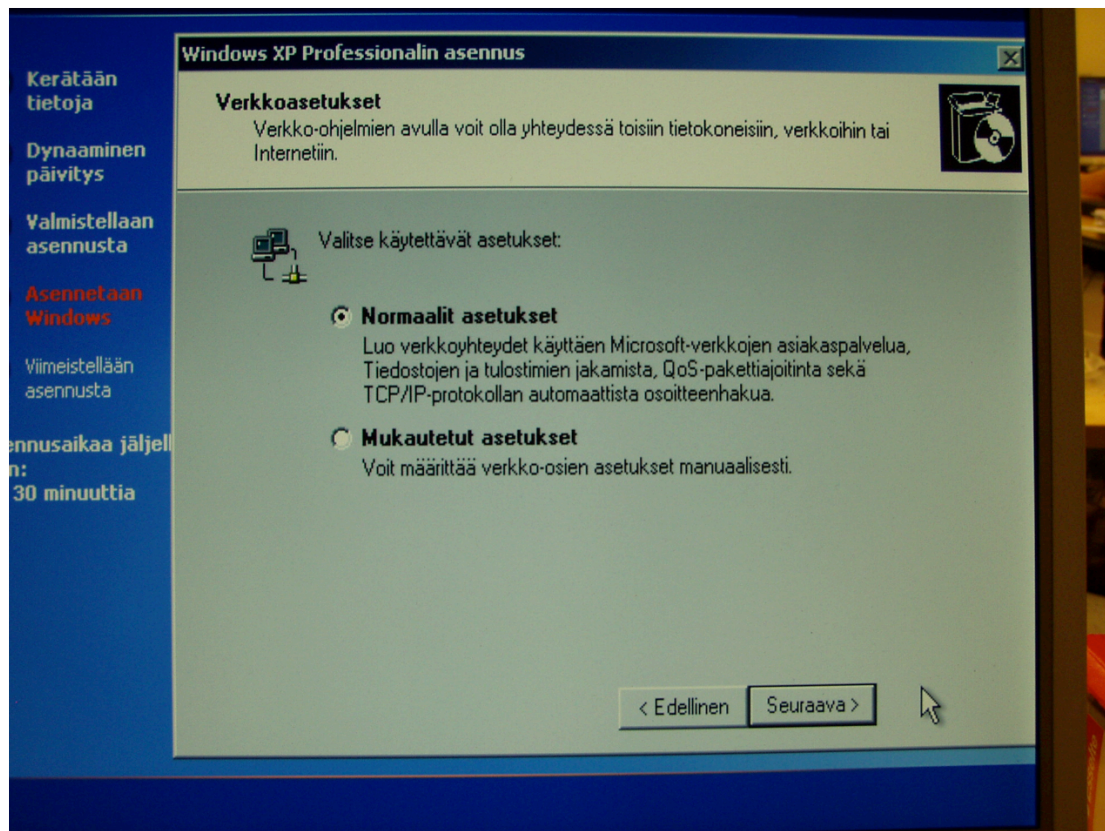 Kerätään
tietoja
Dynaaminen
päivitys
Valmistellaan
asennusta
Asennetaan
Windows
Viimeistellään
asennusta
ennusaikaa jäljell
n:
30 minuuttia
Windows XP Professionalin asennus
Verkkoasetukset
Verkko-ohjelmien avulla voit olla yhteydessä toisiin tietokoneisiin, verkkoihin tai
Internetiin.
Valitse käytettävät asetukset:
Normaalit asetukset
Luo verkkoyhteydet käyttäen Microsoft-verkkojen asiakaspalvelua,
Tiedostojen ja tulostimien jakamista, QoS-pakettiajoitinta sekä
TCP/IP-protokollan automaattista osoitteenhakua.
Mukautetut asetukset
Voit määrittää verkko-osien asetukset manuaalisesti.
< Edellinen
Seuraava >